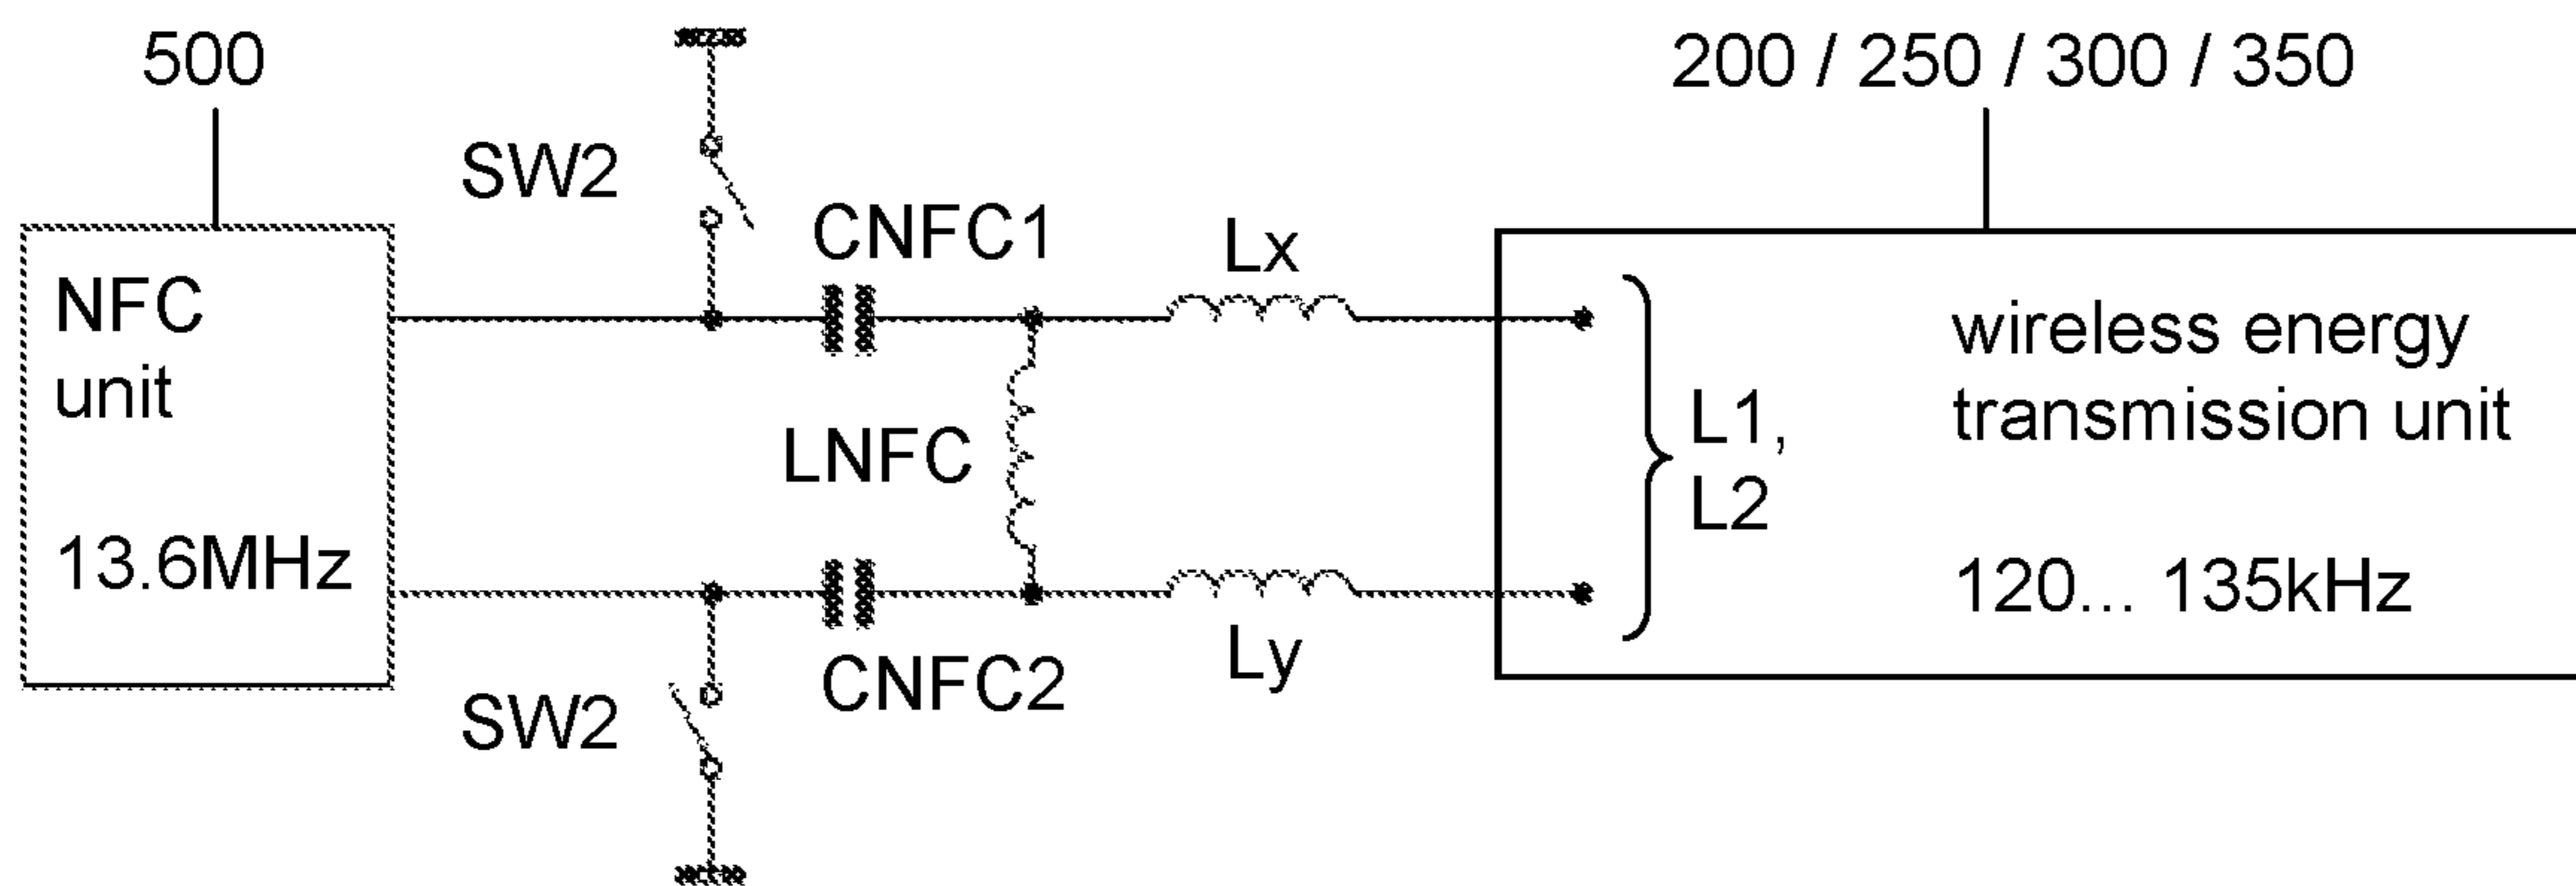 500
200 / 250 / 300 / 350
SW2
CNFC1
Lx
NFC
unit
13.6MHz
LNFC
L1,
L2
wireless energy
transmission unit
120... 135kHz
SW2
CNFC2
Ly